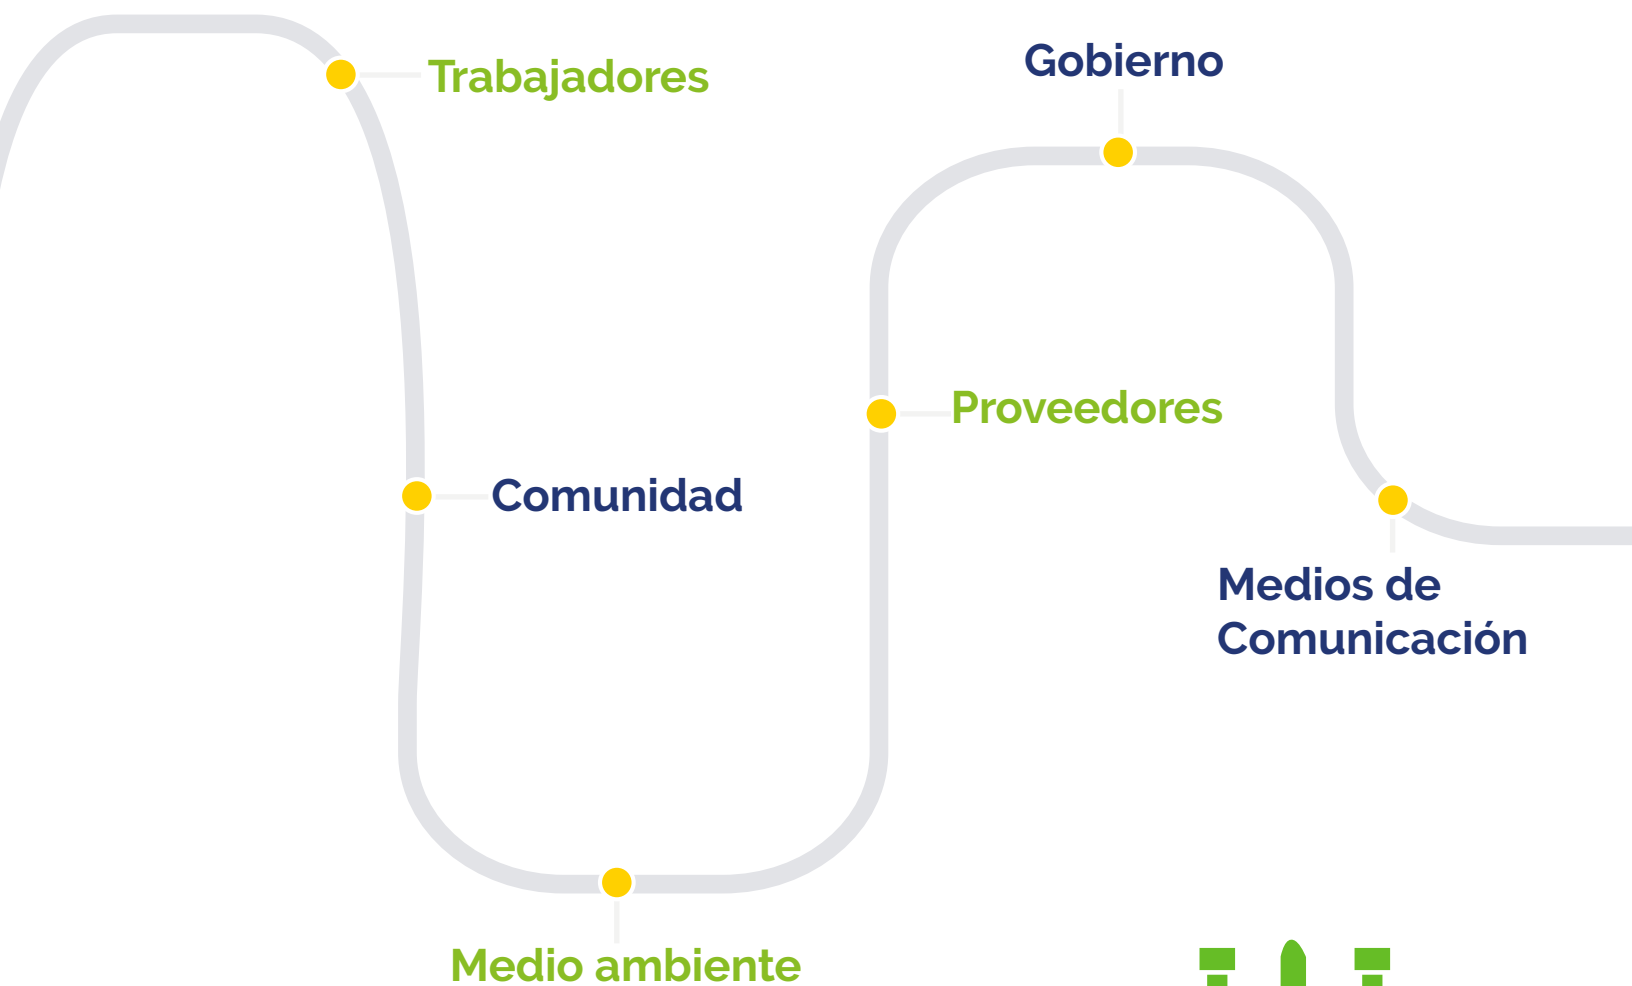 Trabajadores
Gobierno
Proveedores
Comunidad
Medios de
Comunicación
Medio ambiente